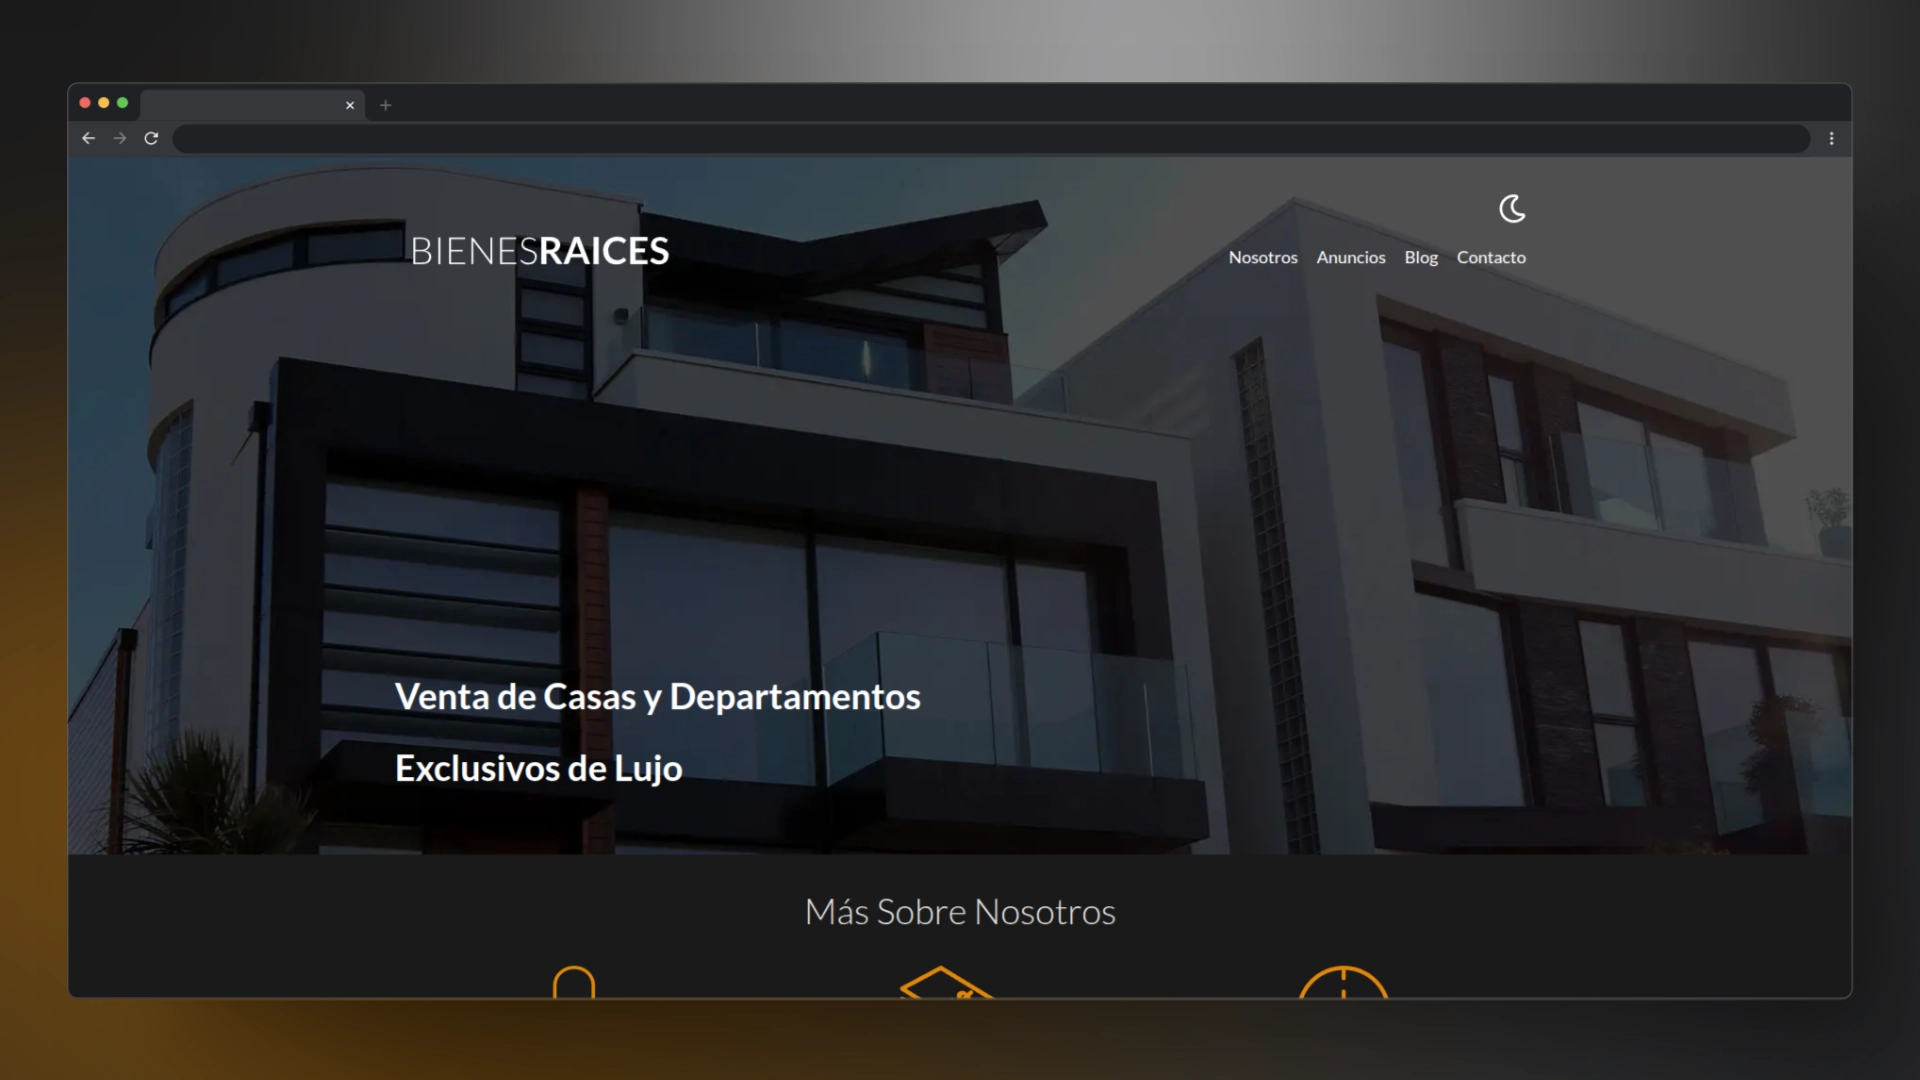 BIENESRAICES
Nosotros Anuncios Blog Contacto
Venta de Casas y Departamentos
Exclusivos de Lujo
Más Sobre Nosotros